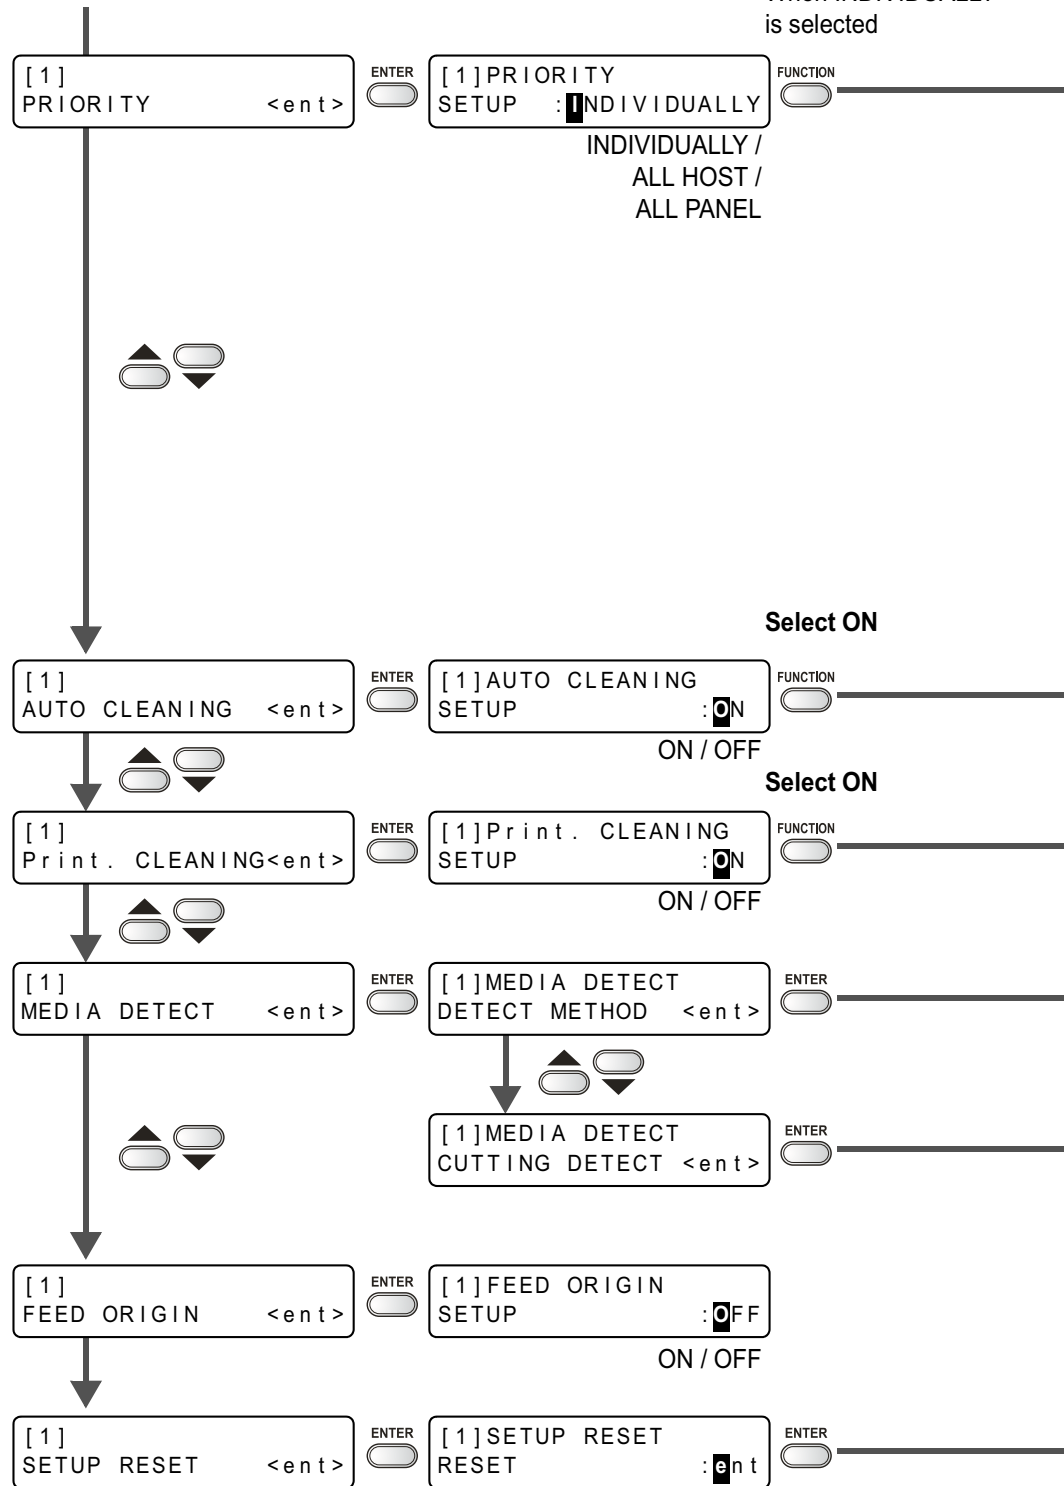 is selected
[1]
PRIORITY <ent>
ENTER
[1]PRIORITY
SETUP :INDIVIDUALLY
FUNCTION
INDIVIDUALLY /
ALL HOST /
ALL PANEL
Select ON
[1]
AUTO CLEANING <ent>
ENTER
[1]AUTO CLEANING
SETUP :ON
FUNCTION
ON / OFF
Select ON
[1]
Print. CLEANING<ent>
ENTER
[1]Print. CLEANING
SETUP :ON
FUNCTION
ON / OFF
[1]
MEDIA DETECT <ent>
ENTER
[1]MEDIA DETECT
DETECT METHOD <ent>
ENTER
[1]MEDIA DETECT
CUTTING DETECT <ent>
ENTER
[1]
FEED ORIGIN <ent>
ENTER
[1]FEED ORIGIN
SETUP :OFF
ON / OFF
[1]
SETUP RESET <ent>
ENTER
[1]SETUP RESET
RESET :ent
ENTER